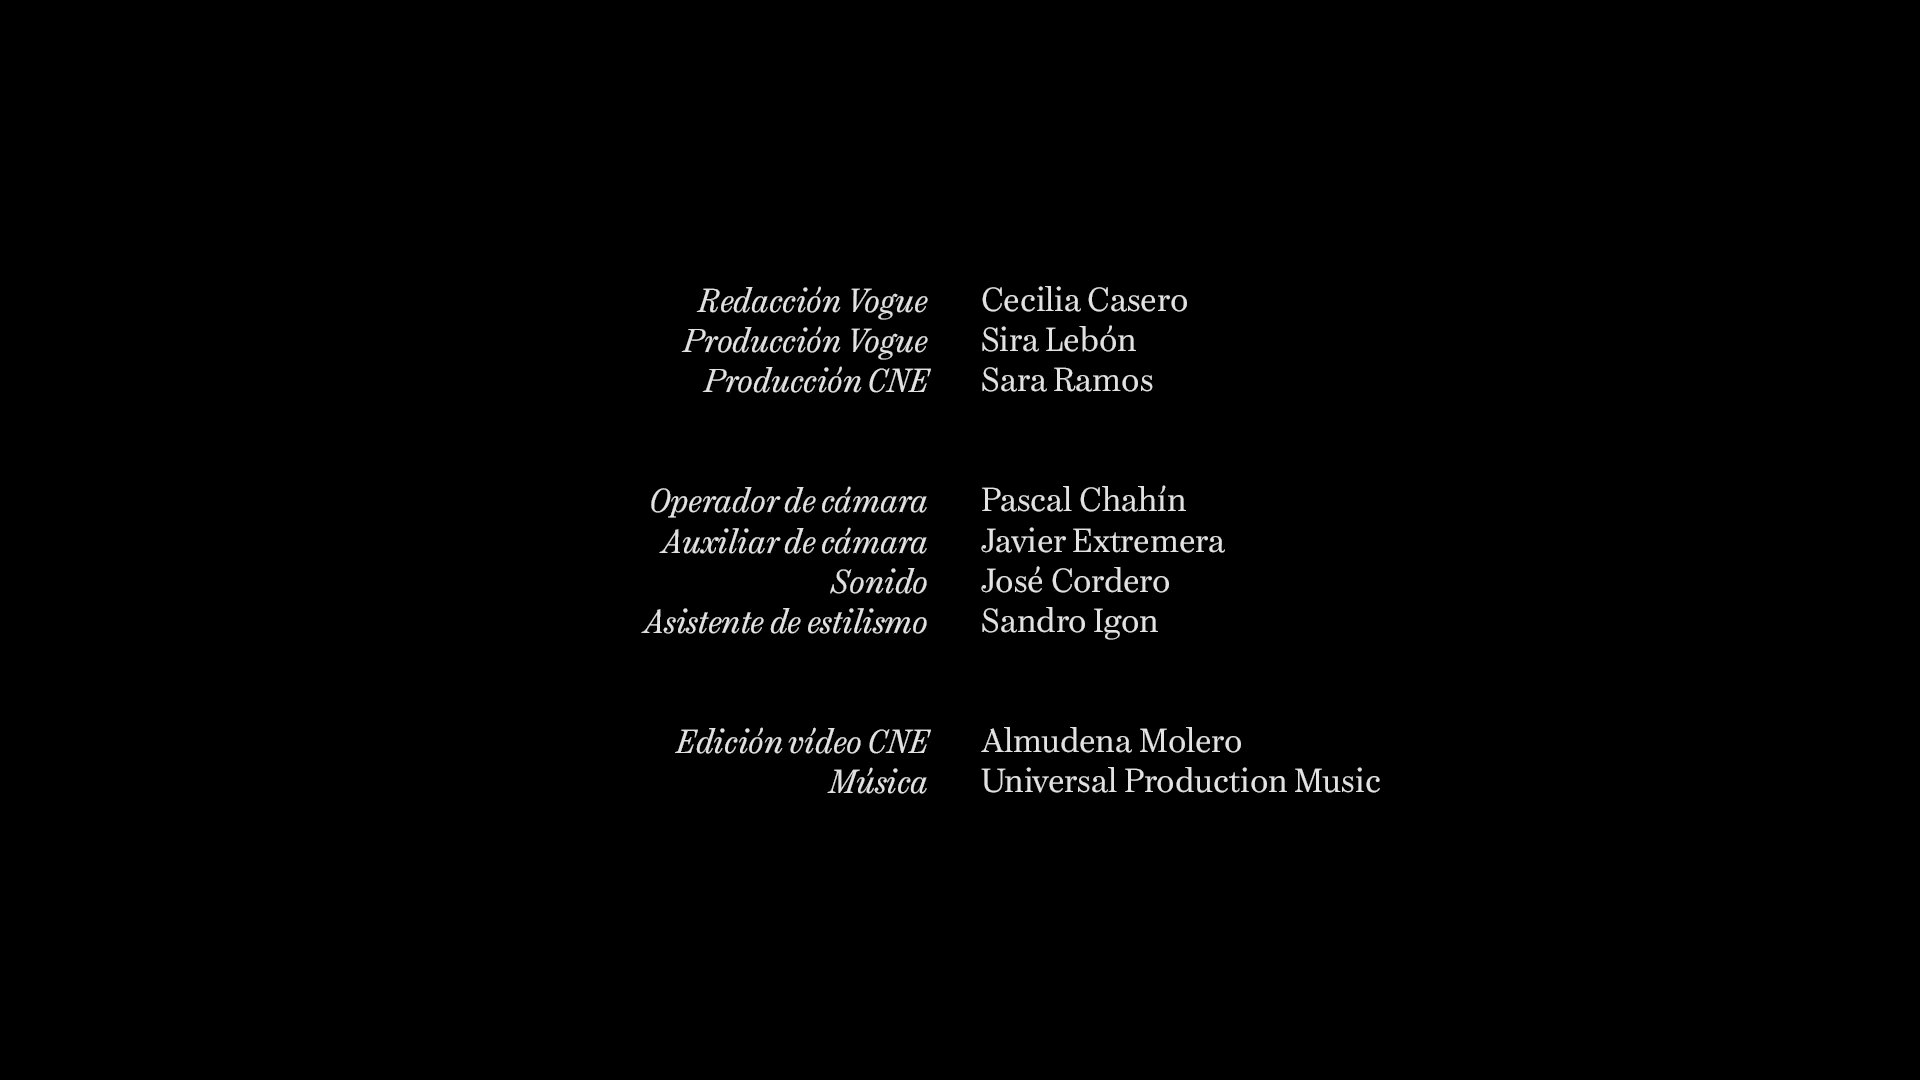 Redacción Vogue Cecilia Casero
Producción Vogue Sira Lebón
Producción CNE Sara Ramos
Operador de cámara Pascal Chahín
Auxiliar de cámara Javier Extremera
Sonido José Cordero
Asistente de estilismo Sandro Igon
Edición vídeo CNE Almudena Molero
Música Universal Production Music